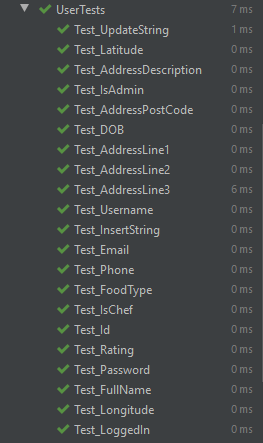 UserTests 7 ms
Test_UpdateString 1 ms
Test_Latitude 0 ms
Test_AddressDescription 0 ms
Test_IsAdmin 0 ms
Test_AddressPostCode 0 ms
Test_DOB 0 ms
Test_AddressLine1 0 ms
Test_AddressLine2 0 ms
Test_AddressLine3 6 ms
Test_Username 0 ms
Test_InsertString 0 ms
Test_Email 0 ms
Test_Phone 0 ms
Test_FoodType 0 ms
Test_IsChef 0 ms
Test_Id 0 ms
Test_Rating 0 ms
Test_Password 0 ms
Test_FullName 0 ms
Test_Longitude 0 ms
Test_LoggedIn 0 ms